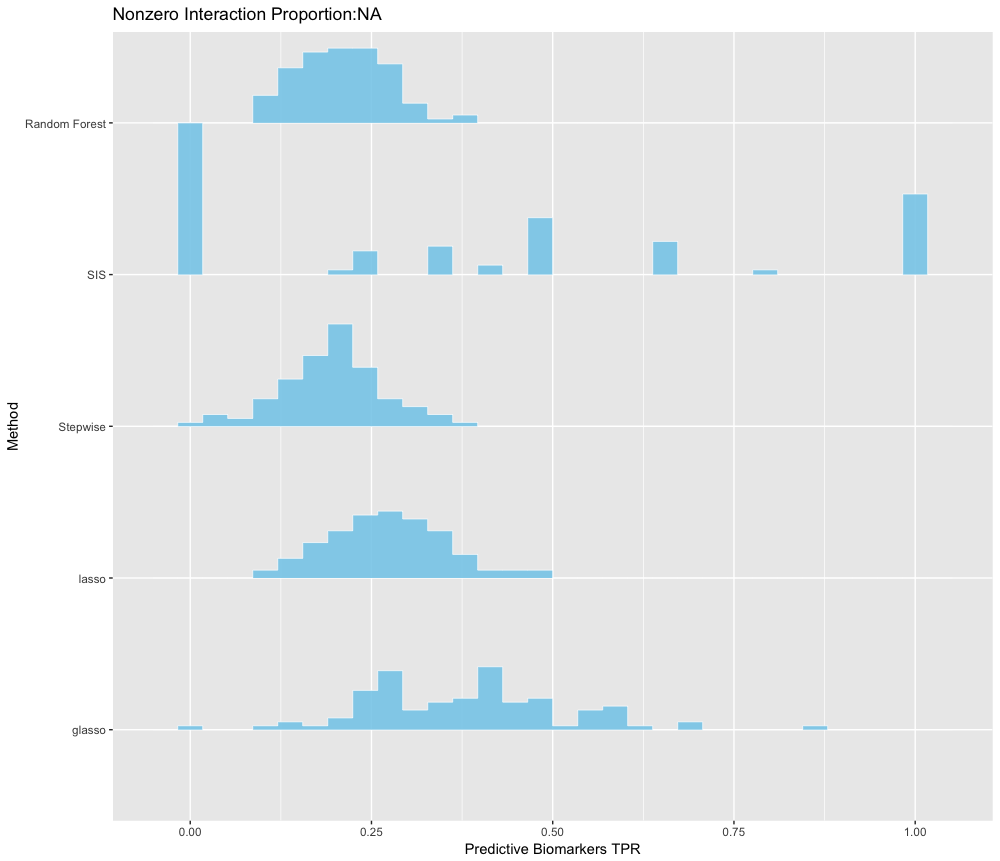 Nonzero Interaction Proportion:NA
Random Forest
SIS
Stepwise
lasso
glasso
Method
0.00
0.25
0.50
0.75
1.00
Predictive Biomarkers TPR